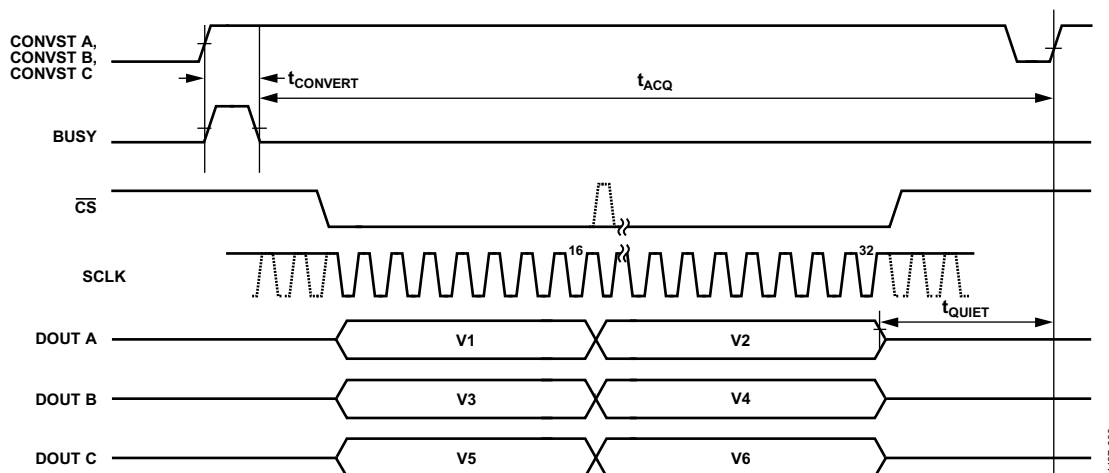 CONVST A,
CONVST B,
CONVST C
tCONVERT
tACQ
BUSY
CS
SCLK
16
32
tQUIET
DOUT A
V1
V2
DOUT B
V3
V4
DOUT C
V5
V6